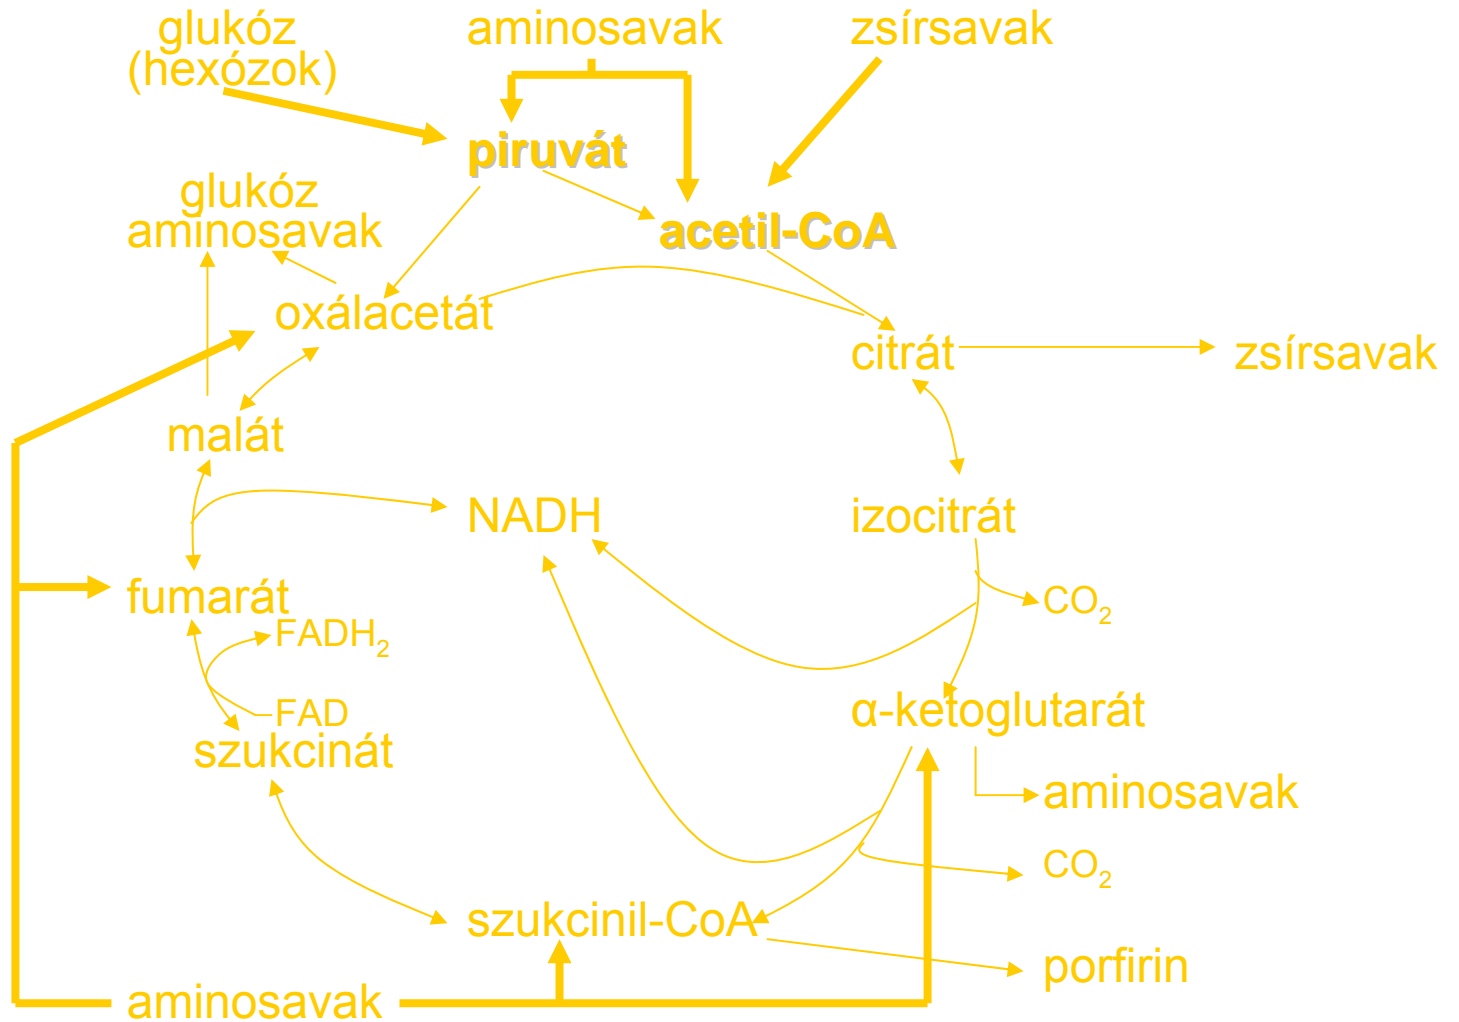 glukóz
(hexózok)
aminosavak
zsírsavak
piruvát
glukóz
aminosavak
acetil-CoA
oxálacetát
citrát
zsírsavak
malát
NADH
izocitrát
fumarát
CO₂
FADH₂
FAD
α-ketoglutarát
szukcinát
aminosavak
CO₂
szukcinil-CoA
porfirin
aminosavak